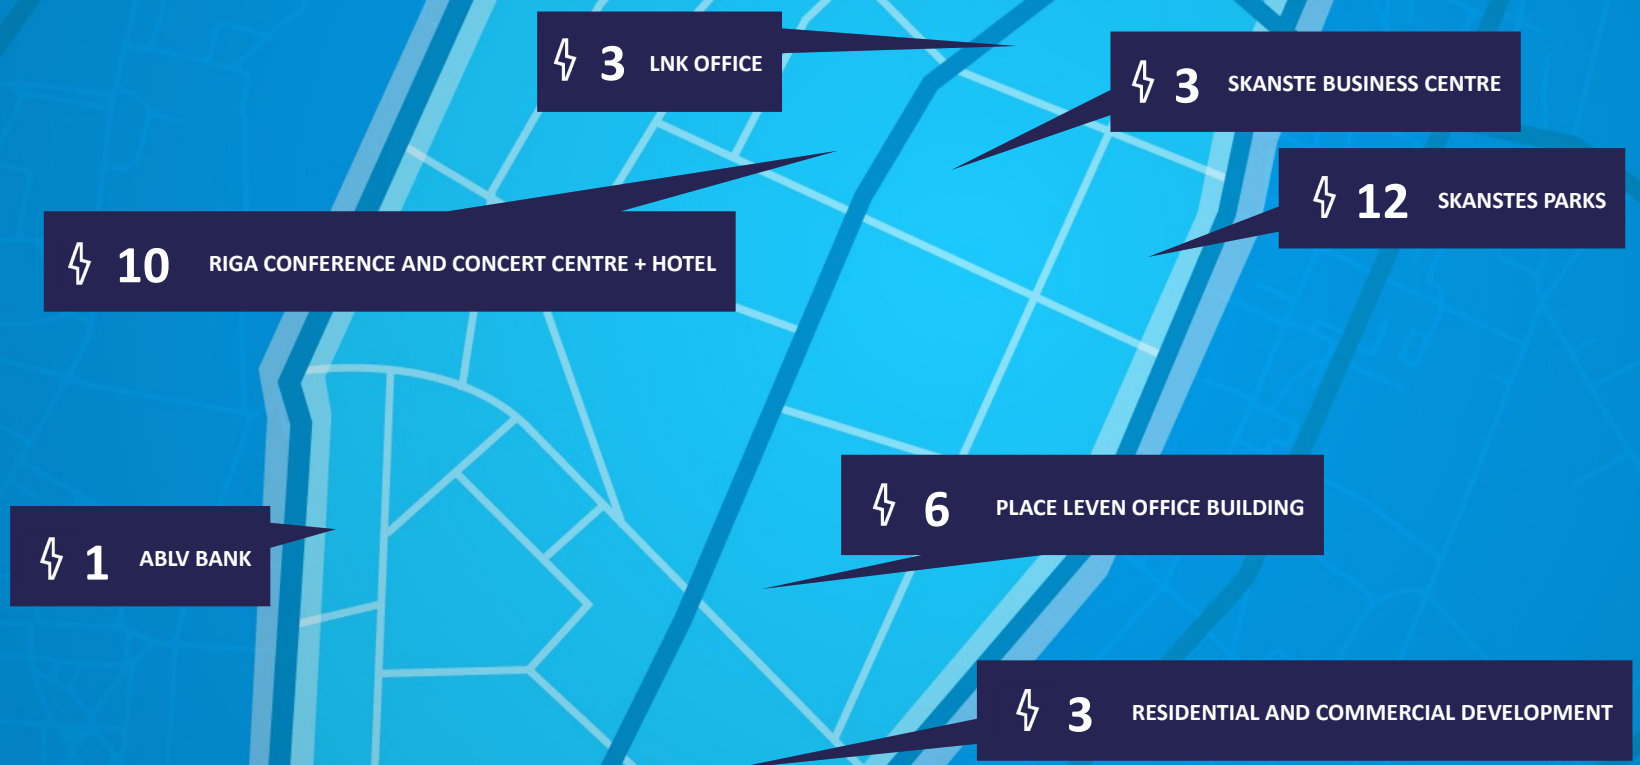 3 LNK OFFICE
3 SKANSTE BUSINESS CENTRE
12 SKANSTES PARKS
10 RIGA CONFERENCE AND CONCERT CENTRE + HOTEL
6 PLACE LEVEN OFFICE BUILDING
1 ABLV BANK
3 RESIDENTIAL AND COMMERCIAL DEVELOPMENT